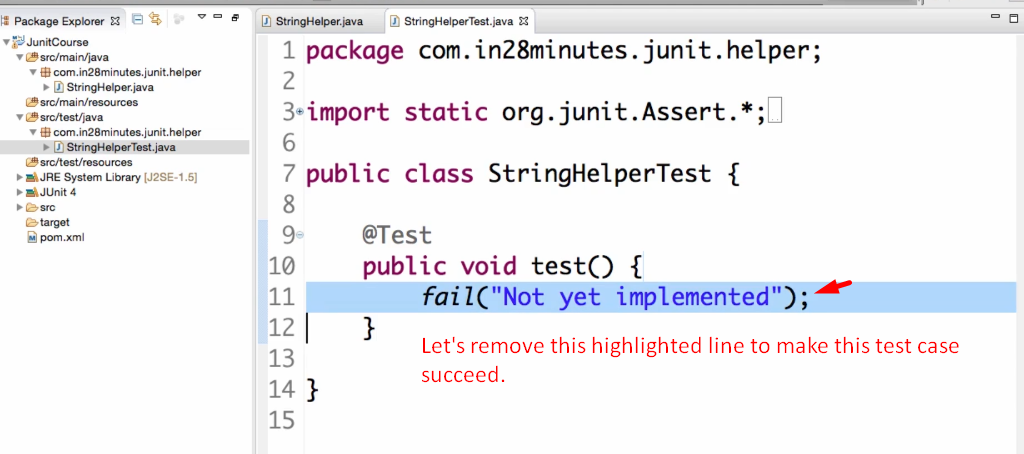 Package Explorer
JunitCourse
src/main/java
com.in28minutes.junit.helper
StringHelper.java
src/main/resources
src/test/java
com.in28minutes.junit.helper
StringHelperTest.java
src/test/resources
JRE System Library [J2SE-1.5]
JUnit 4
src
target
pom.xml
StringHelper.java StringHelperTest.java
1 package com.in28minutes.junit.helper;
2
3 import static org.junit.Assert.*;
6
7 public class StringHelperTest {
8
9 @Test
10 public void test() {
11 fail("Not yet implemented");
12 }
13
14 }
15
Let's remove this highlighted line to make this test case
succeed.